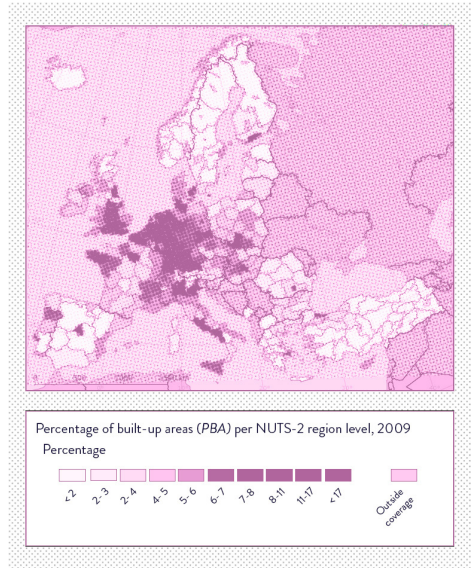 Percentage of built-up areas (PBA) per NUTS-2 region level, 2009
Percentage
<2
2-3
2-4
4-5
5-6
6-7
7-8
8-11
11-17
<17
Outside
coverage